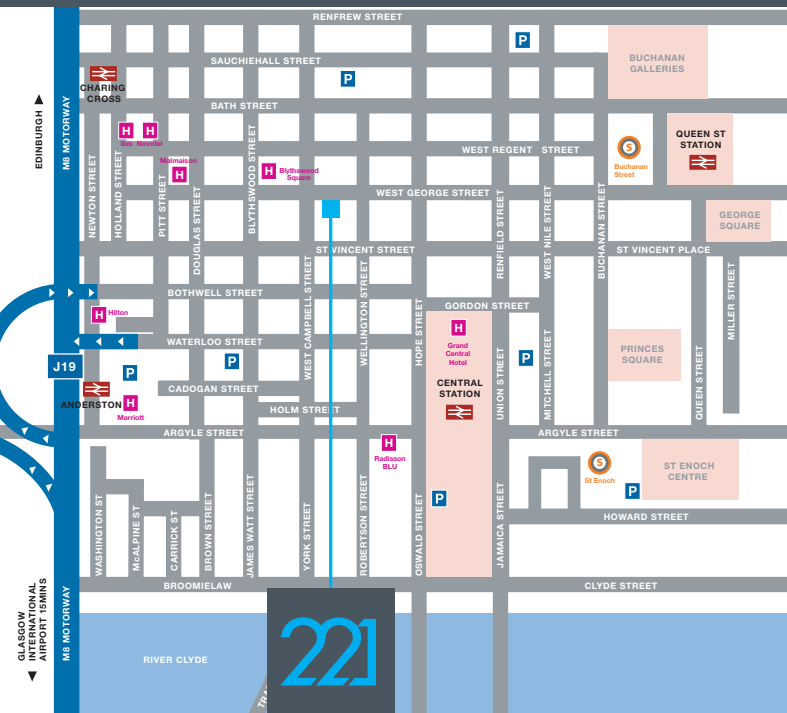 RENFREW STREET
P
SAUCHIEHALL STREET
BUCHANAN
GALLERIES
P
CHARING
CROSS
BATH STREET
EDINBURGH
M8 MOTORWAY
H
Ibis
H
Novotel
QUEEN ST
STATION
WEST REGENT STREET
S
Buchanan
Street
Malmaison
H
H
Blythswood
Square
NEWTON STREET
HOLLAND STREET
PITT STREET
DOUGLAS STREET
BLYTHSWOOD STREET
WEST GEORGE STREET
RENFIELD STREET
WEST NILE STREET
BUCHANAN STREET
GEORGE
SQUARE
ST VINCENT STREET
ST VINCENT PLACE
BOTHWELL STREET
WEST CAMPBELL STREET
WELLINGTON STREET
HOPE STREET
GORDON STREET
MILLER STREET
H
Hilton
H
Grand
Central
Hotel
WATERLOO STREET
P
P
UNION STREET
MITCHELL STREET
PRINCES
SQUARE
QUEEN STREET
J19
P
CENTRAL
STATION
CADOGAN STREET
ANDERSTON
H
Marriott
HOLM STREET
ARGYLE STREET
ARGYLE STREET
H
Radisson
BLU
S
St Enoch
ST ENOCH
CENTRE
P
P
WASHINGTON ST
McALPINE ST
CARRICK ST
BROWN STREET
JAMES WATT STREET
YORK STREET
ROBERTSON STREET
OSWALD STREET
JAMAICA STREET
HOWARD STREET
BROOMIELAW
CLYDE STREET
GLASGOW
INTERNATIONAL
AIRPORT 15MINS
M8 MOTORWAY
RIVER CLYDE
221